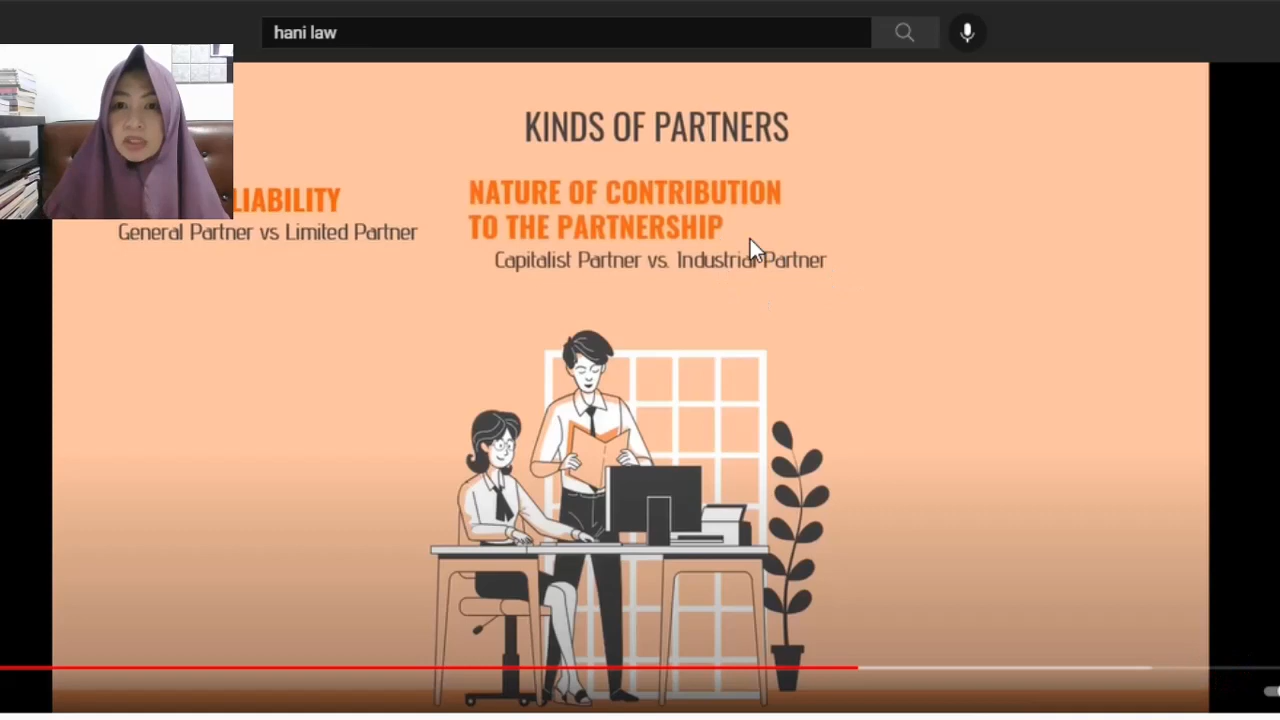 hani law
KINDS OF PARTNERS
LIABILITY
General Partner vs Limited Partner
NATURE OF CONTRIBUTION
TO THE PARTNERSHIP
Capitalist Partner vs. Industrial Partner